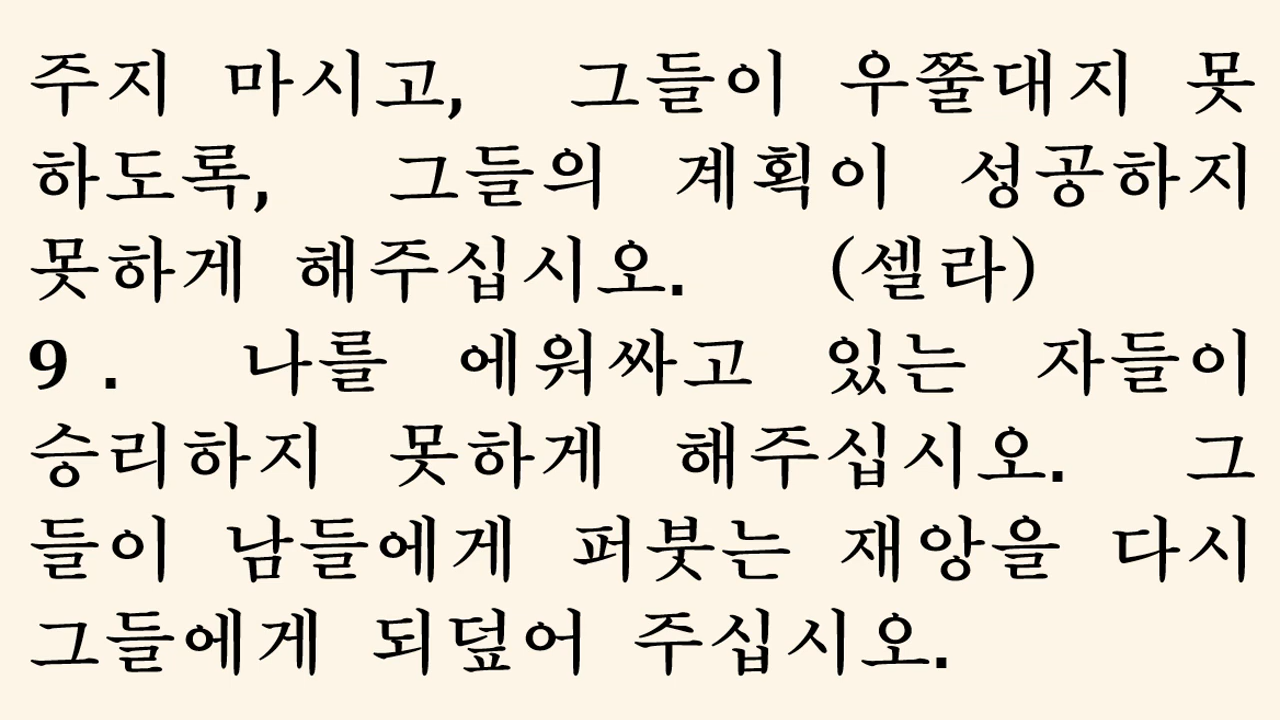 주지 마시고, 그들이 우쭐대지 못
하도록, 그들의 계획이 성공하지
못하게 해주십시오. (셀라)
9 . 나를 에워싸고 있는 자들이
승리하지 못하게 해주십시오. 그
들이 남들에게 퍼붓는 재앙을 다시
그들에게 되덮어 주십시오.